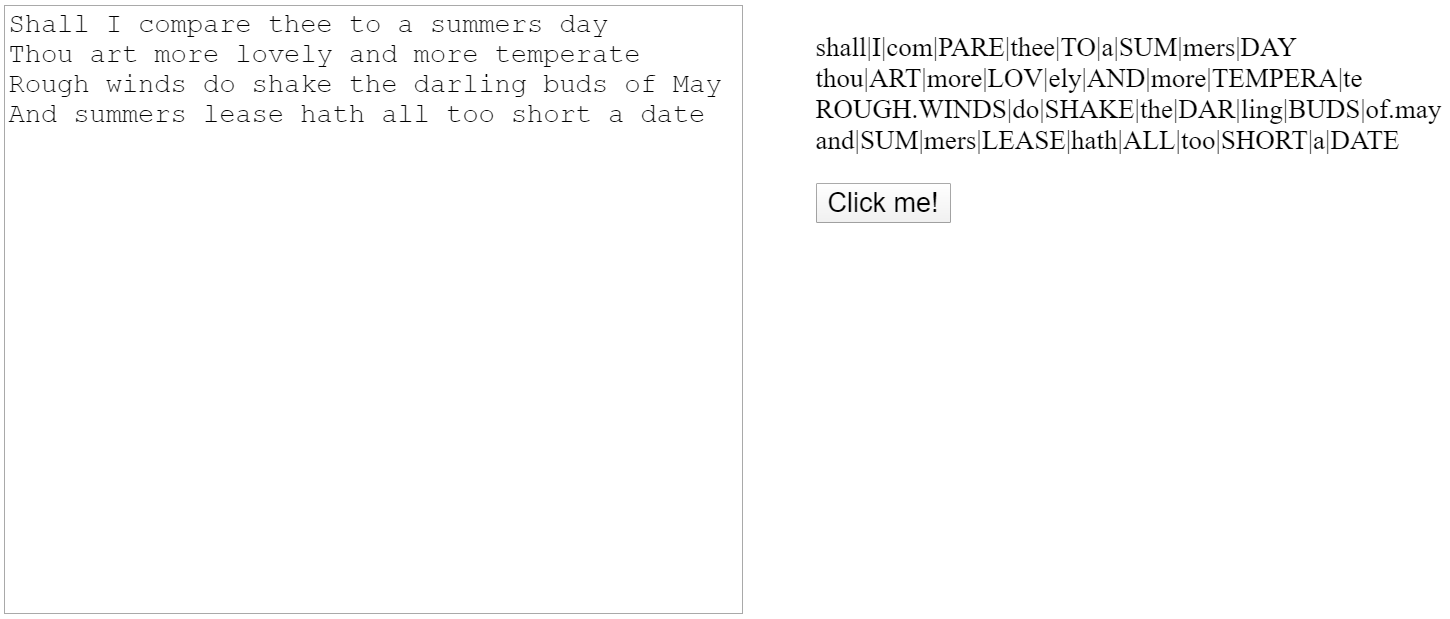 Shall I compare thee to a summers day
Thou art more lovely and more temperate
Rough winds do shake the darling buds of May
And summers lease hath all too short a date
shall|I|com|PARE|thee|TO|a|SUM|mers|DAY
thou|ART|more|LOV|ely|AND|more|TEMPERA|te
ROUGH.WINDS|do|SHAKE|the|DAR|ling|BUDS|of.may
and|SUM|mers|LEASE|hath|ALL|too|SHORT|a|DATE
Click me!